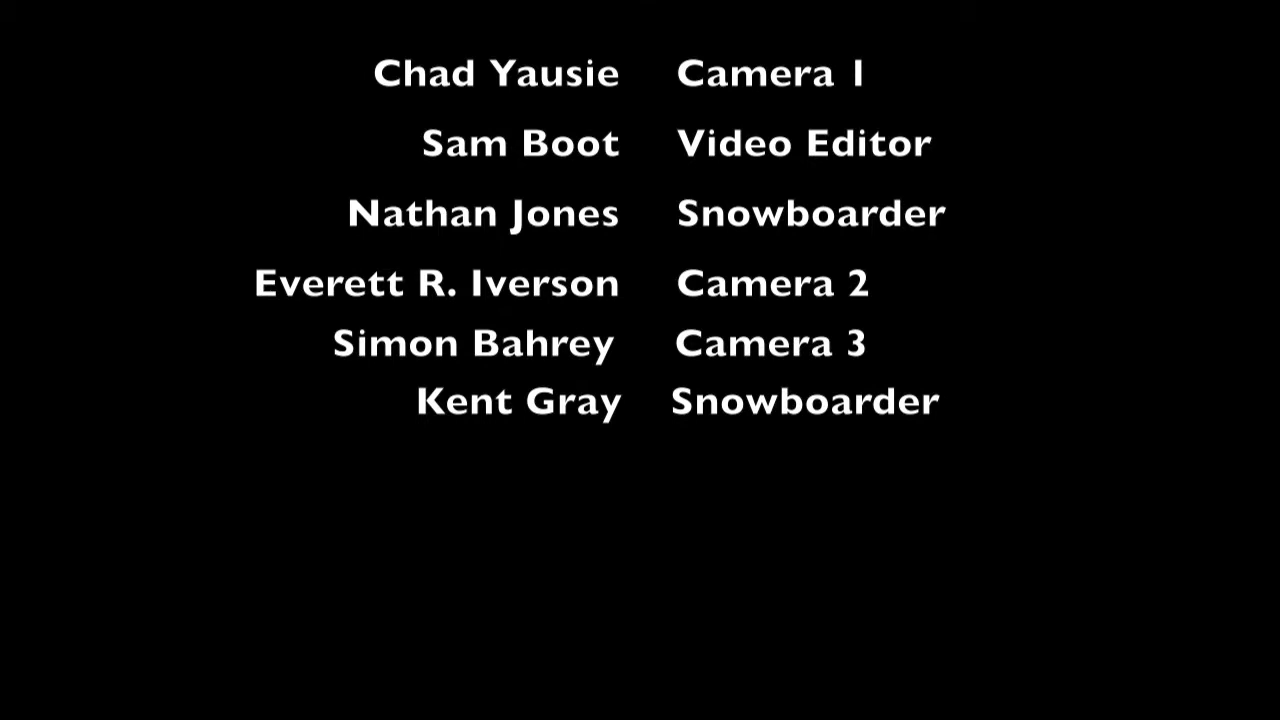 Chad Yausie Camera 1
Sam Boot Video Editor
Nathan Jones Snowboarder
Everett R. Iverson Camera 2
Simon Bahrey Camera 3
Kent Gray Snowboarder